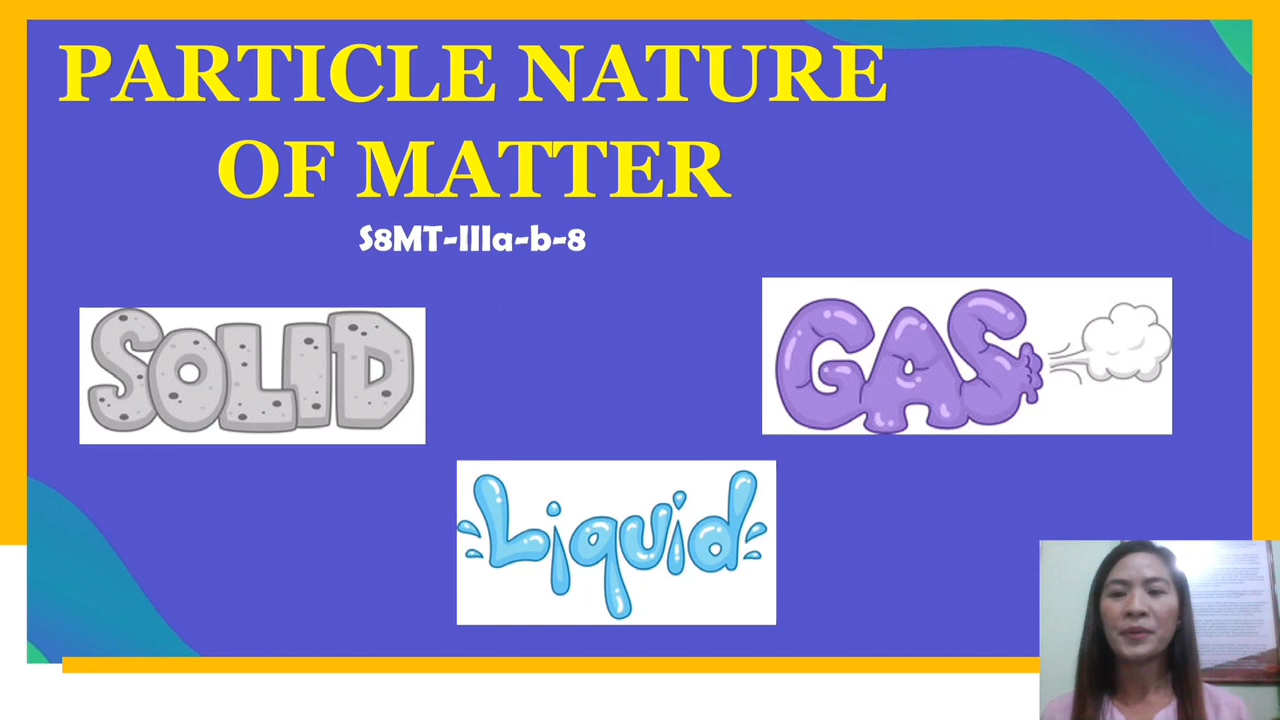 PARTICLE NATURE
OF MATTER
S8MT-IIIa-b-8
SOLID
GAS
Liquid